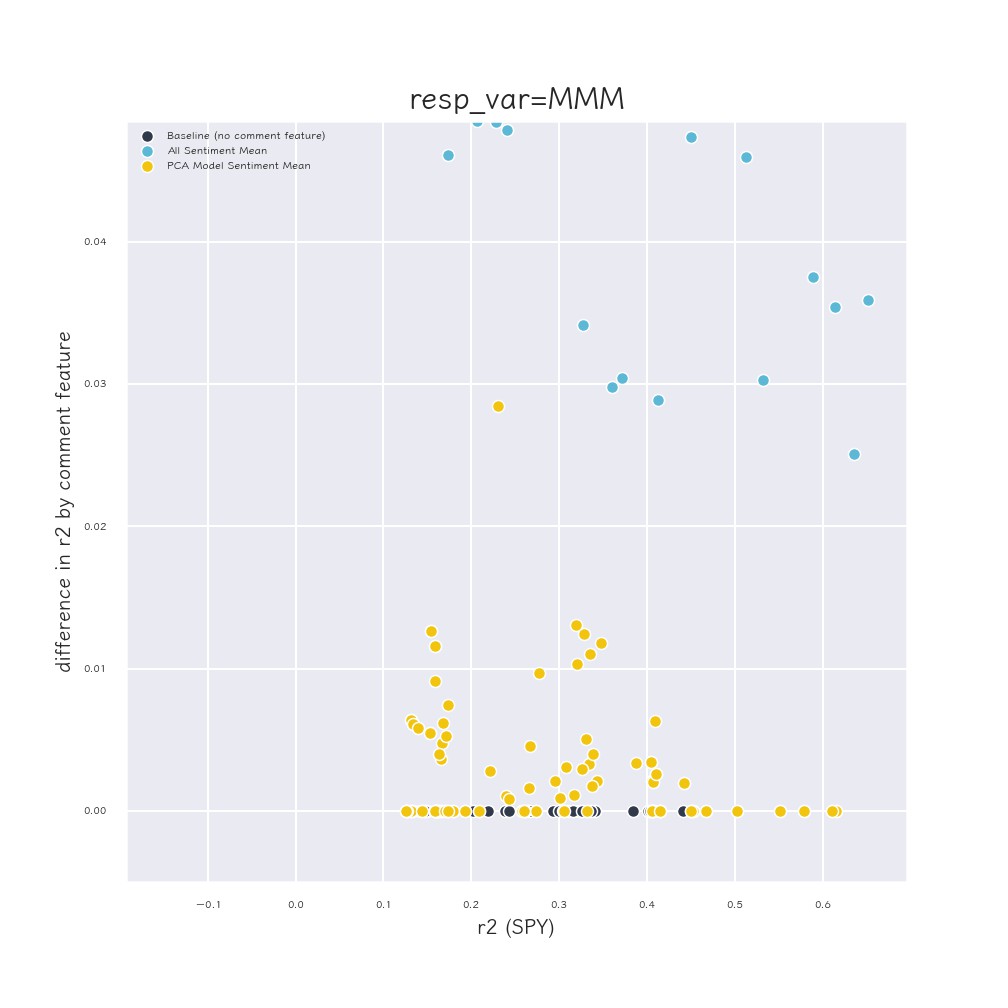 resp_var=MMM
Baseline (no comment feature)
All Sentiment Mean
PCA Model Sentiment Mean
0.04
0.03
0.02
0.01
0.00
difference in r2 by comment feature
−0.1
0.0
0.1
0.2
0.3
0.4
0.5
0.6
r2 (SPY)